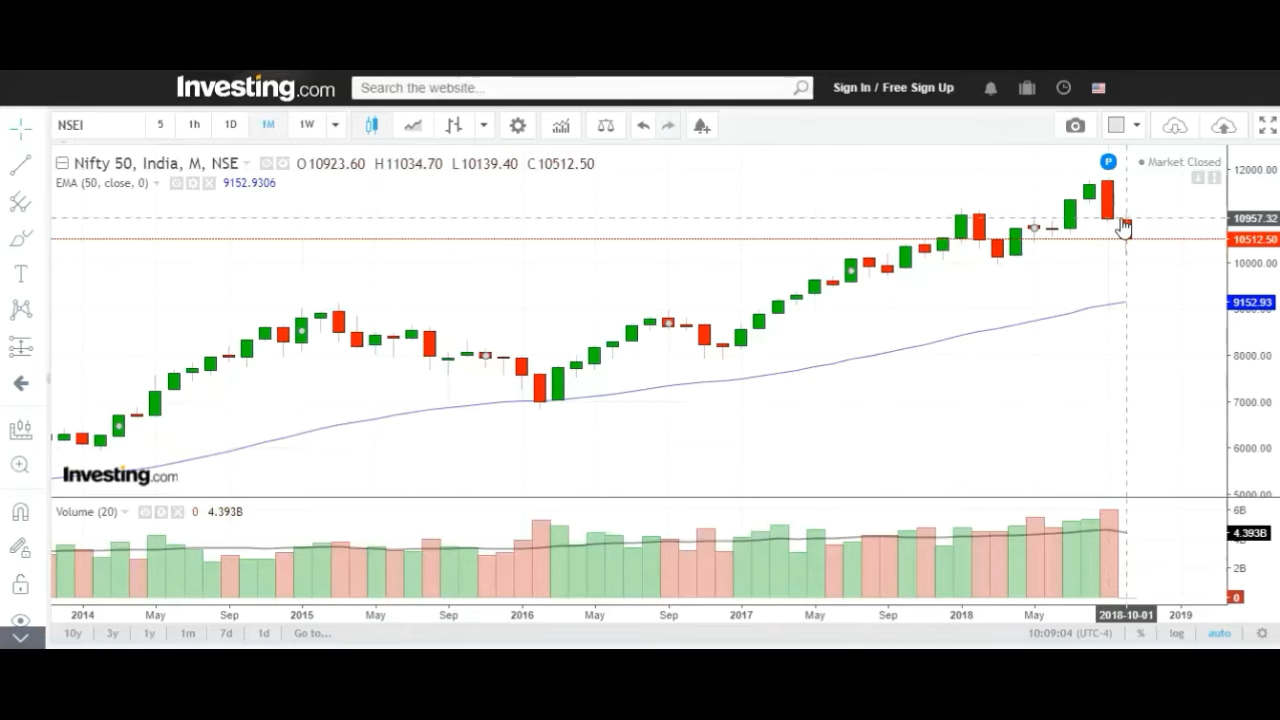 Investing.com
Search the website...
Sign In / Free Sign Up
NSEI 5 1h 1D 1M 1W
Nifty 50, India, M, NSE O10923.60 H11034.70 L10139.40 C10512.50
P
Market Closed
EMA (50, close, 0) 9152.9306
12000.00
10957.32
10512.50
10000.00
9152.93
8000.00
7000.00
6000.00
Investing.com
5000.00
Volume (20) 0 4.393B
6B
4.393B
2B
0
2014 May Sep 2015 May Sep 2016 May Sep 2017 May Sep 2018 May 2018-10-01 2019
10y 3y 1y 1m 7d 1d Go to... 10:09:04 (UTC-4) % log auto